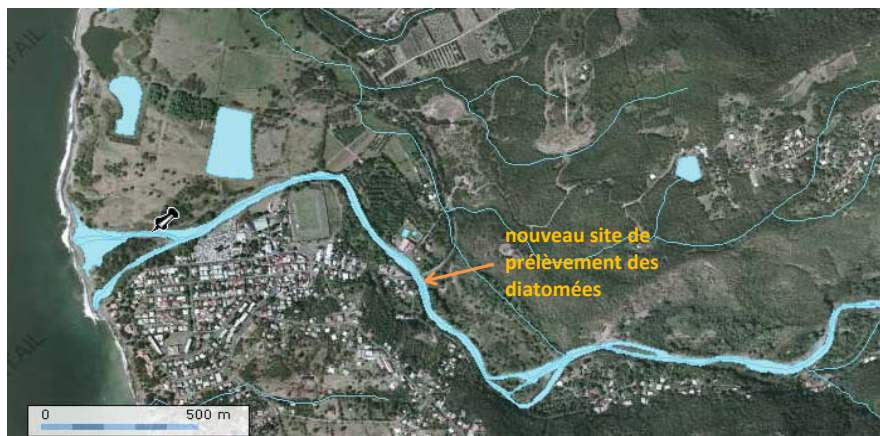 nouveau site de
prélèvement des
diatomées
0 500 m